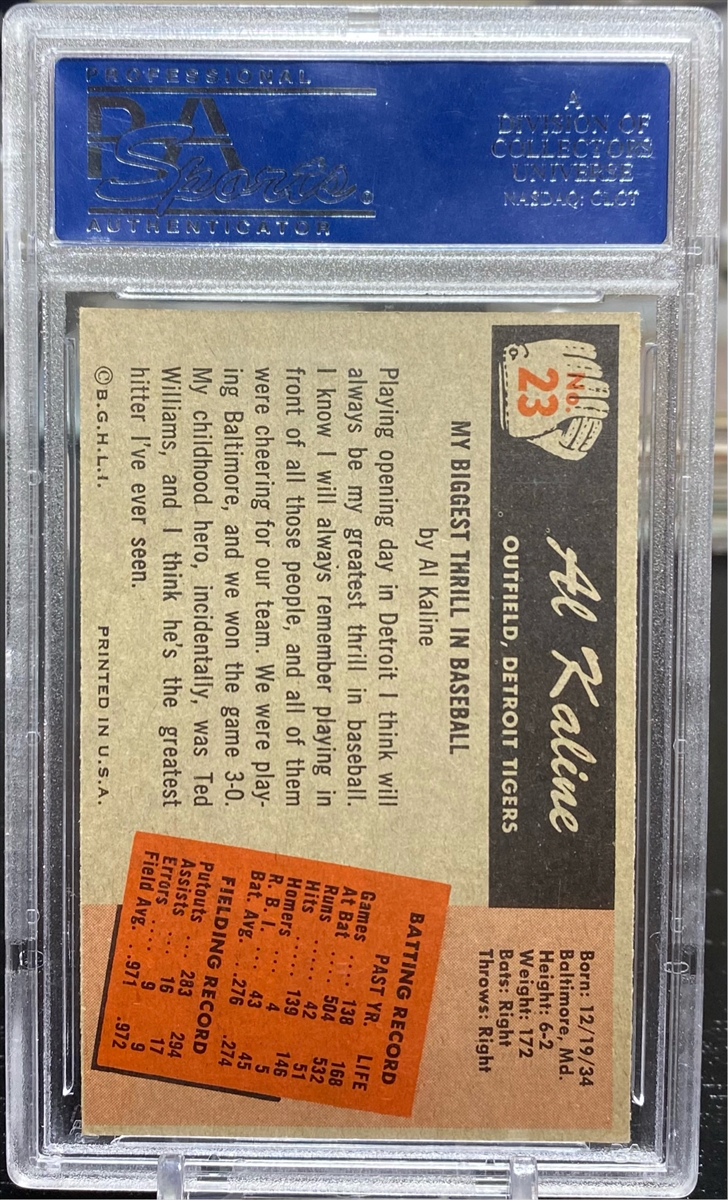 PROFESSIONAL
PSA
Sports
AUTHENTICATOR
A
DIVISION OF
COLLECTORS
UNIVERSE
NASDAQ: CLCT
No.
23
Al Kaline
OUTFIELD, DETROIT TIGERS
Born: 12/19/34
Baltimore, Md.
Height: 6-2
Weight: 172
Bats: Right
Throws: Right
MY BIGGEST THRILL IN BASEBALL
by Al Kaline
Playing opening day in Detroit I think will
always be my greatest thrill in baseball.
I know I will always remember playing in
front of all those people, and all of them
were cheering for our team. We were play-
ing Baltimore, and we won the game 3-0.
My childhood hero, incidentally, was Ted
Williams, and I think he's the greatest
hitter I've ever seen.
© B.G.H.L.I.
PRINTED IN U.S.A.
BATTING RECORD
PAST YR. LIFE
Games .... 138 168
At Bat .... 504 532
Runs ...... 42 51
Hits ...... 139 146
Homers .... 4 5
R. B. I. .... 43 45
Bat. Avg. .276 .274
FIELDING RECORD
Putouts ... 283 294
Assists ... 16 17
Errors .... 9 9
Field Avg. .971 .972